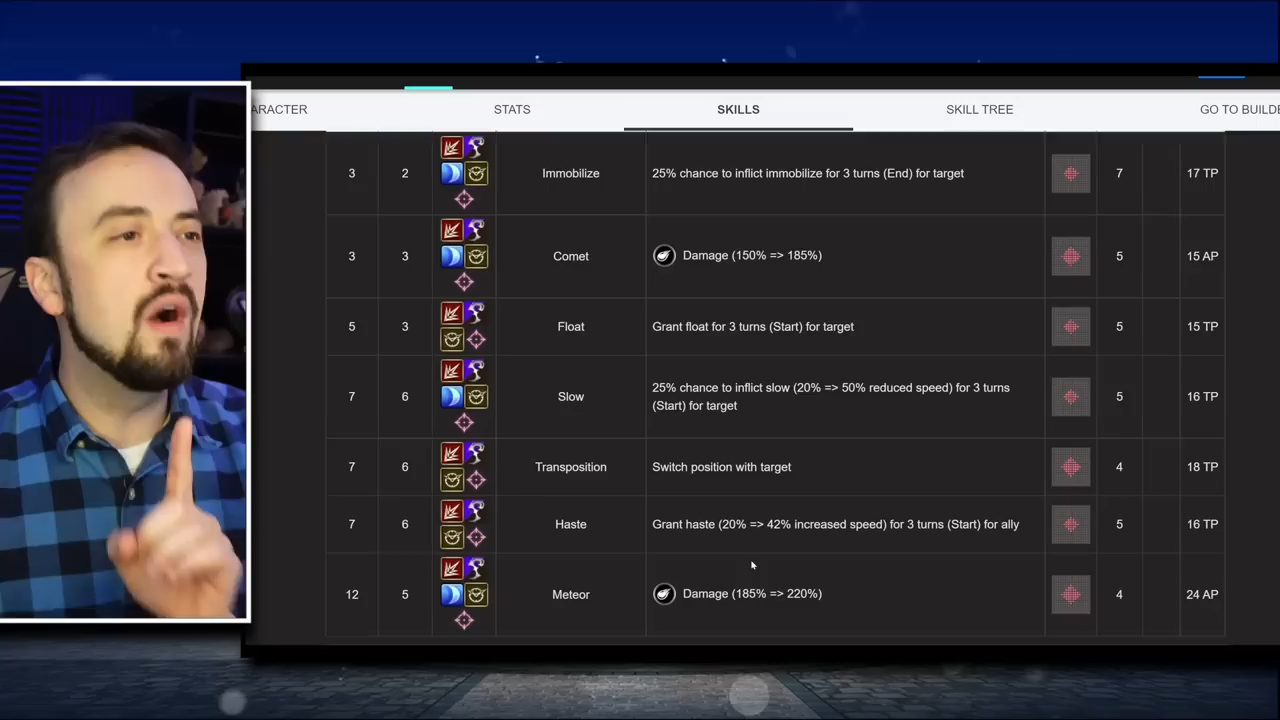 ARACTER STATS SKILLS SKILL TREE GO TO BUILDE
3 2 Immobilize 25% chance to inflict immobilize for 3 turns (End) for target 7 17 TP
3 3 Comet Damage (150% => 185%) 5 15 AP
5 3 Float Grant float for 3 turns (Start) for target 5 15 TP
7 6 Slow 25% chance to inflict slow (20% => 50% reduced speed) for 3 turns
(Start) for target 5 16 TP
7 6 Transposition Switch position with target 4 18 TP
7 6 Haste Grant haste (20% => 42% increased speed) for 3 turns (Start) for ally 5 16 TP
12 5 Meteor Damage (185% => 220%) 4 24 AP